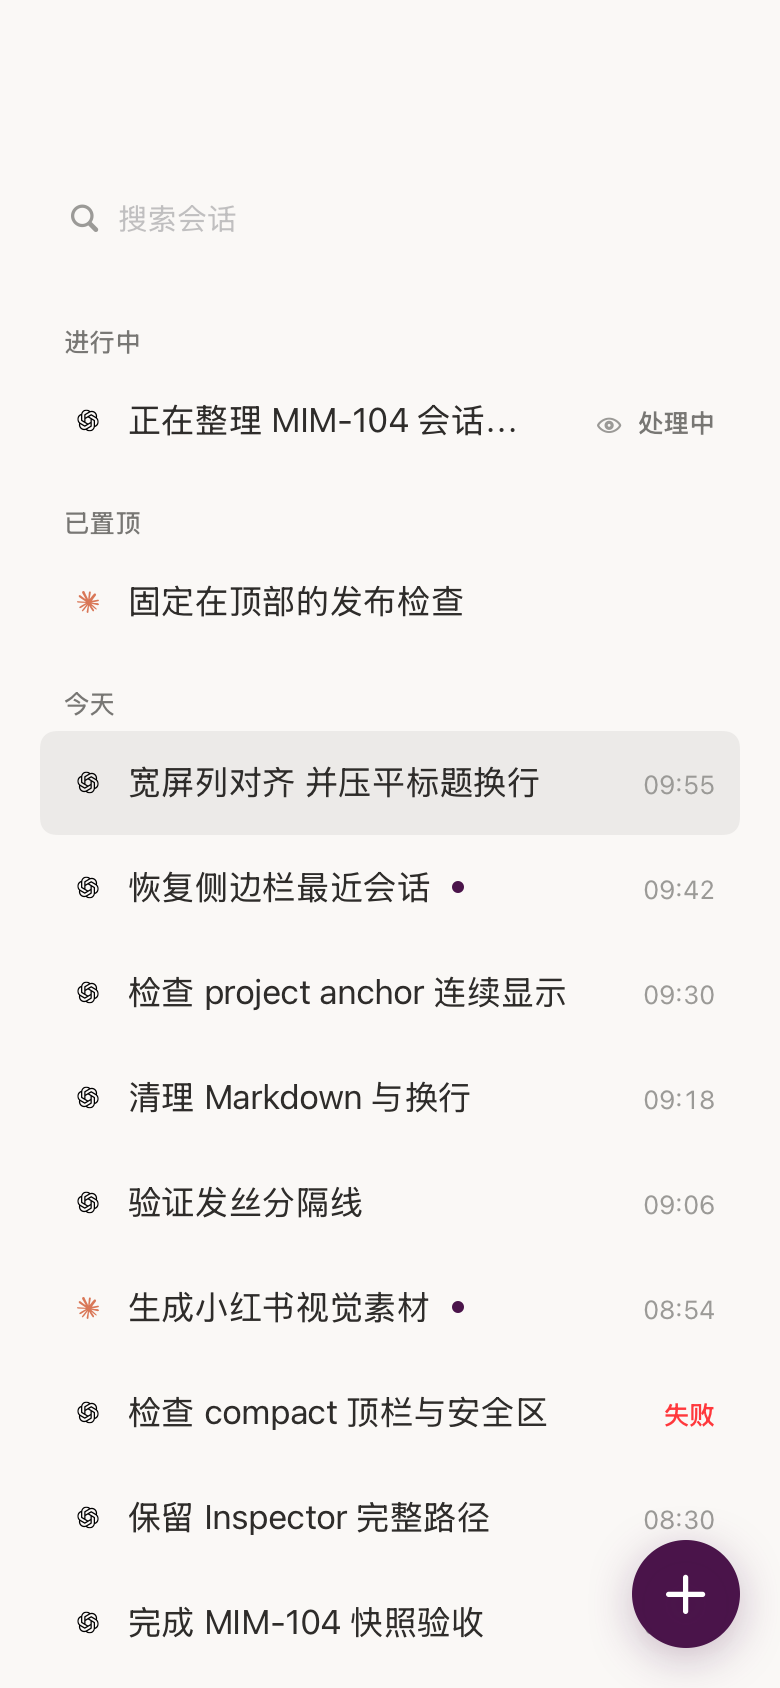 搜索会话
进行中
正在整理 MIM-104 会话... 处理中
已置顶
固定在顶部的发布检查
今天
宽屏列对齐 并压平标题换行 09:55
恢复侧边栏最近会话 09:42
检查 project anchor 连续显示 09:30
清理 Markdown 与换行 09:18
验证发丝分隔线 09:06
生成小红书视觉素材 08:54
检查 compact 顶栏与安全区 失败
保留 Inspector 完整路径 08:30
完成 MIM-104 快照验收